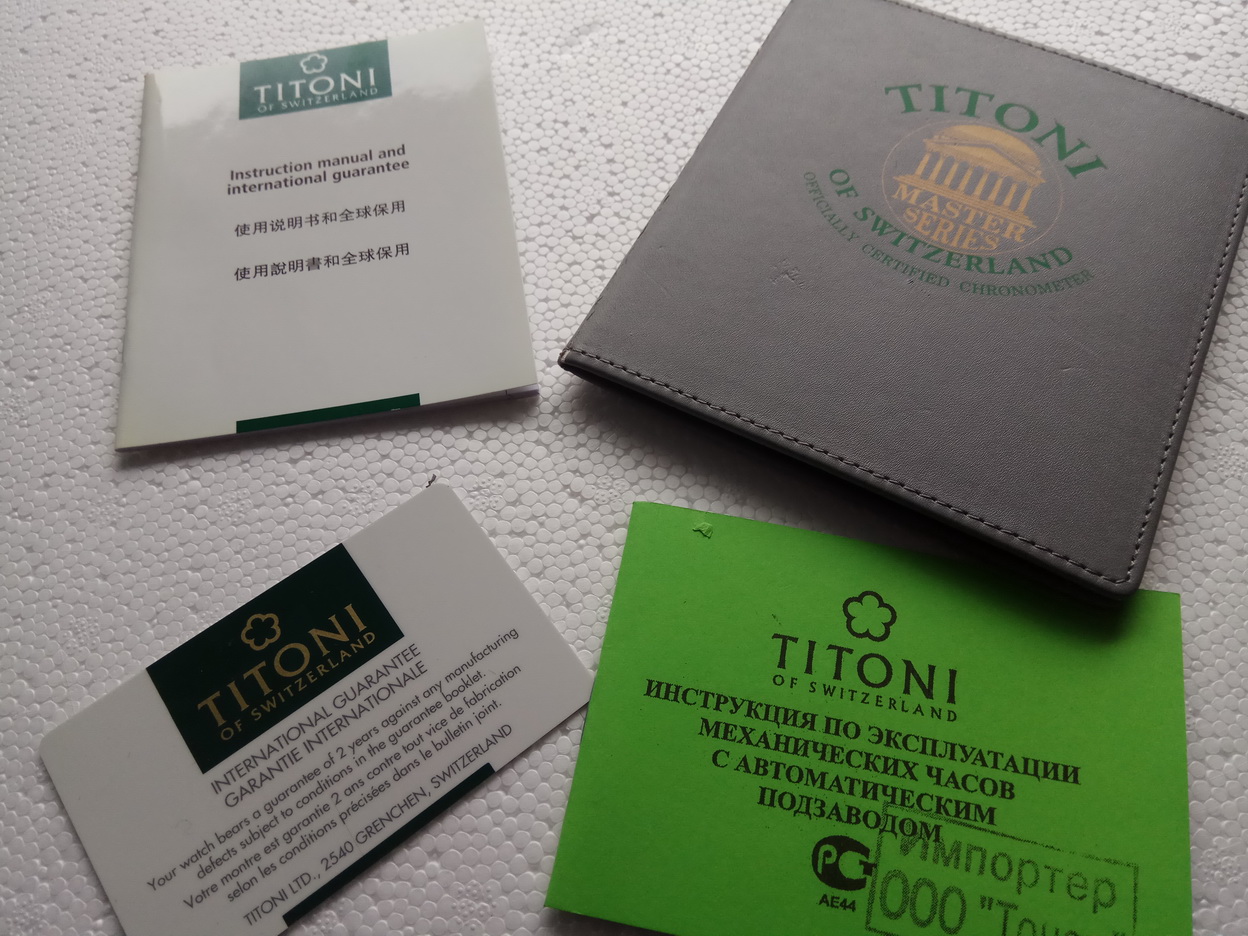 TITONI
OF SWITZERLAND
Instruction manual and
international guarantee
使用说明书和全球保用
使用說明書和全球保用
TITONI
MASTER
SERIES
OF SWITZERLAND
OFFICIALLY CERTIFIED CHRONOMETER
TITONI
OF SWITZERLAND
INTERNATIONAL GUARANTEE
GARANTIE INTERNATIONALE
Your watch bears a guarantee of 2 years against any manufacturing
defects subject to conditions in the guarantee booklet.
Votre montre est garantie 2 ans contre tout vice de fabrication
selon les conditions précisées dans le bulletin joint.
TITONI LTD., 2540 GRENCHEN, SWITZERLAND
TITONI
OF SWITZERLAND
ИНСТРУКЦИЯ ПО ЭКСПЛУАТАЦИИ
МЕХАНИЧЕСКИХ ЧАСОВ
С АВТОМАТИЧЕСКИМ
ПОДЗАВОДОМ
РСТ
АЕ44
Импортер
ООО